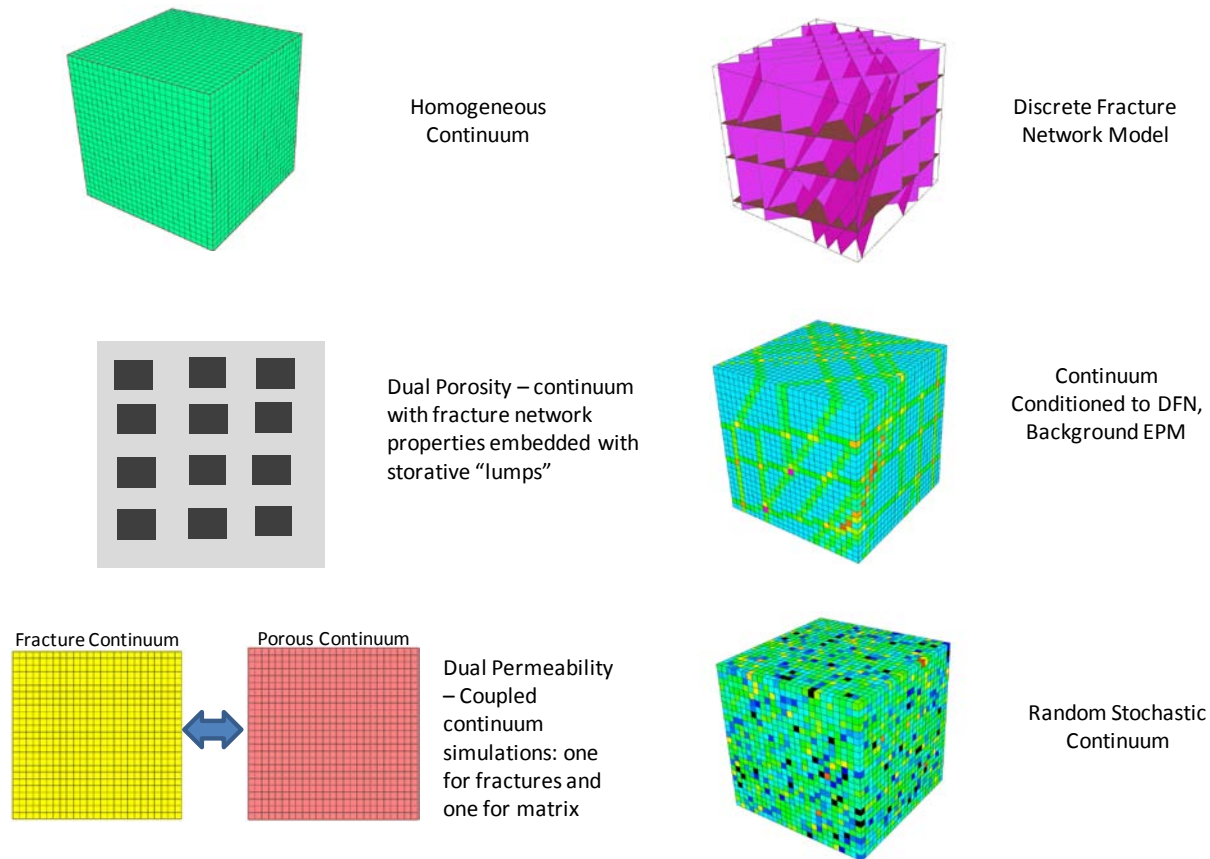 Homogeneous
Continuum
Discrete Fracture
Network Model
Dual Porosity – continuum
with fracture network
properties embedded with
storative “lumps”
Continuum
Conditioned to DFN,
Background EPM
Fracture Continuum
Porous Continuum
Dual Permeability
– Coupled
continuum
simulations: one
for fractures and
one for matrix
Random Stochastic
Continuum